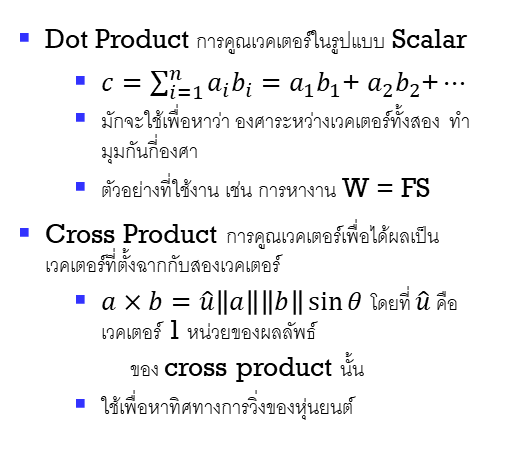 Dot Product การคูณเวคเตอร์ในรูปแบบ Scalar
c = ∑ⁿᵢ₌₁ aᵢbᵢ = a₁b₁+ a₂b₂+ ⋯
มักจะใช้เพื่อหาว่า องศาระหว่างเวคเตอร์ทั้งสอง ทำ
มุมกันกี่องศา
ตัวอย่างที่ใช้งาน เช่น การหางาน W = FS
Cross Product การคูณเวคเตอร์เพื่อได้ผลเป็น
เวคเตอร์ที่ตั้งฉากกับสองเวคเตอร์
a × b = û‖a‖‖b‖ sin θ โดยที่ û คือ
เวคเตอร์ 1 หน่วยของผลลัพธ์
ของ cross product นั้น
ใช้เพื่อหาทิศทางการวิ่งของหุ่นยนต์